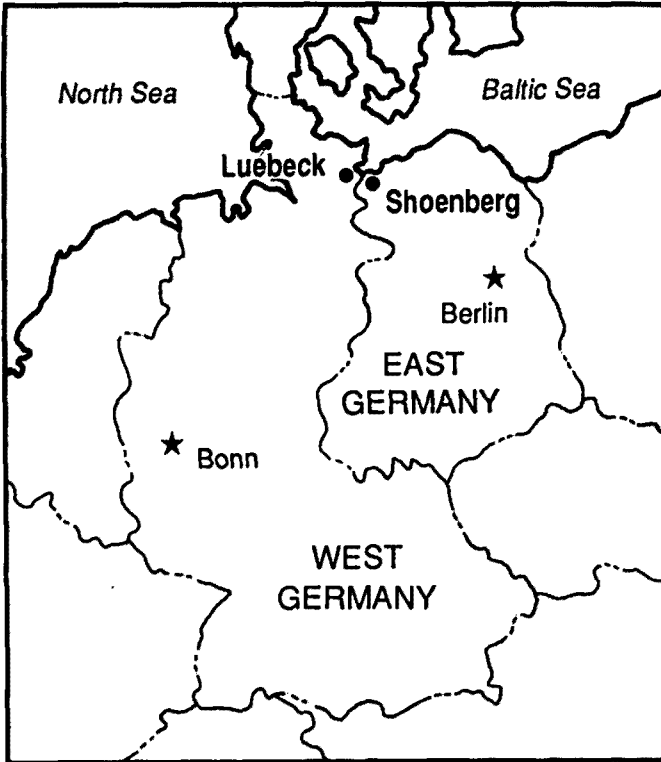 North Sea
Baltic Sea
Luebeck
Shoenberg
Berlin
EAST
GERMANY
Bonn
WEST
GERMANY